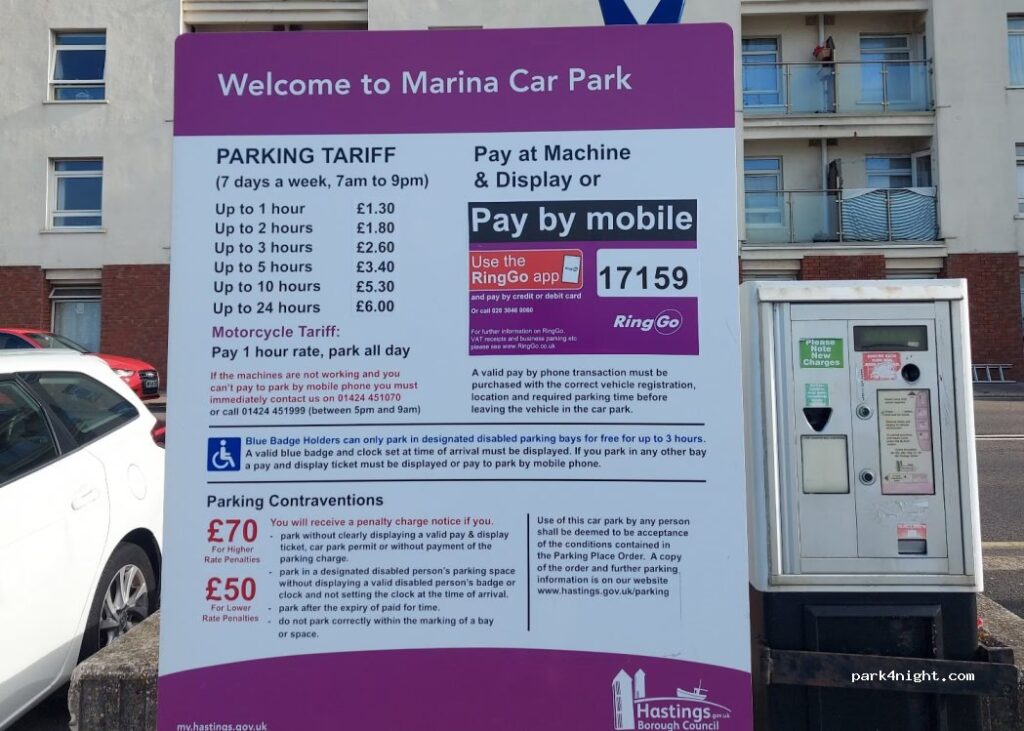 Welcome to Marina Car Park
PARKING TARIFF
(7 days a week, 7am to 9pm)
Up to 1 hour £1.30
Up to 2 hours £1.80
Up to 3 hours £2.60
Up to 5 hours £3.40
Up to 10 hours £5.30
Up to 24 hours £6.00
Motorcycle Tariff:
Pay 1 hour rate, park all day
If the machines are not working and you
can't pay to park by mobile phone you must
immediately contact us on 01424 451070
or call 01424 451999 (between 5pm and 9am)
Pay at Machine
& Display or
Pay by mobile
Use the
RingGo app
17159
and pay by credit or debit card
Or call 020 3046 0060
RingGo
For further information on RingGo.
VAT receipts and business parking etc
please see www.RingGo.co.uk
A valid pay by phone transaction must be
purchased with the correct vehicle registration,
location and required parking time before
leaving the vehicle in the car park.
Blue Badge Holders can only park in designated disabled parking bays for free for up to 3 hours.
A valid blue badge and clock set at time of arrival must be displayed. If you park in any other bay
a pay and display ticket must be displayed or pay to park by mobile phone.
Parking Contraventions
£70
For Higher
Rate Penalties
£50
For Lower
Rate Penalties
You will receive a penalty charge notice if you.
- park without clearly displaying a valid pay & display
ticket, car park permit or without payment of the
parking charge.
- park in a designated disabled person's parking space
without displaying a valid disabled person's badge or
clock and not setting the clock at the time of arrival.
- park after the expiry of paid for time.
- do not park correctly within the marking of a bay
or space.
Use of this car park by any person
shall be deemed to be acceptance
of the conditions contained in
the Parking Place Order. A copy
of the order and further parking
information is on our website
www.hastings.gov.uk/parking
my.hastings.gov.uk
Hastings.gov.uk
Borough Council
Please
Note
New
Charges
park4night.com